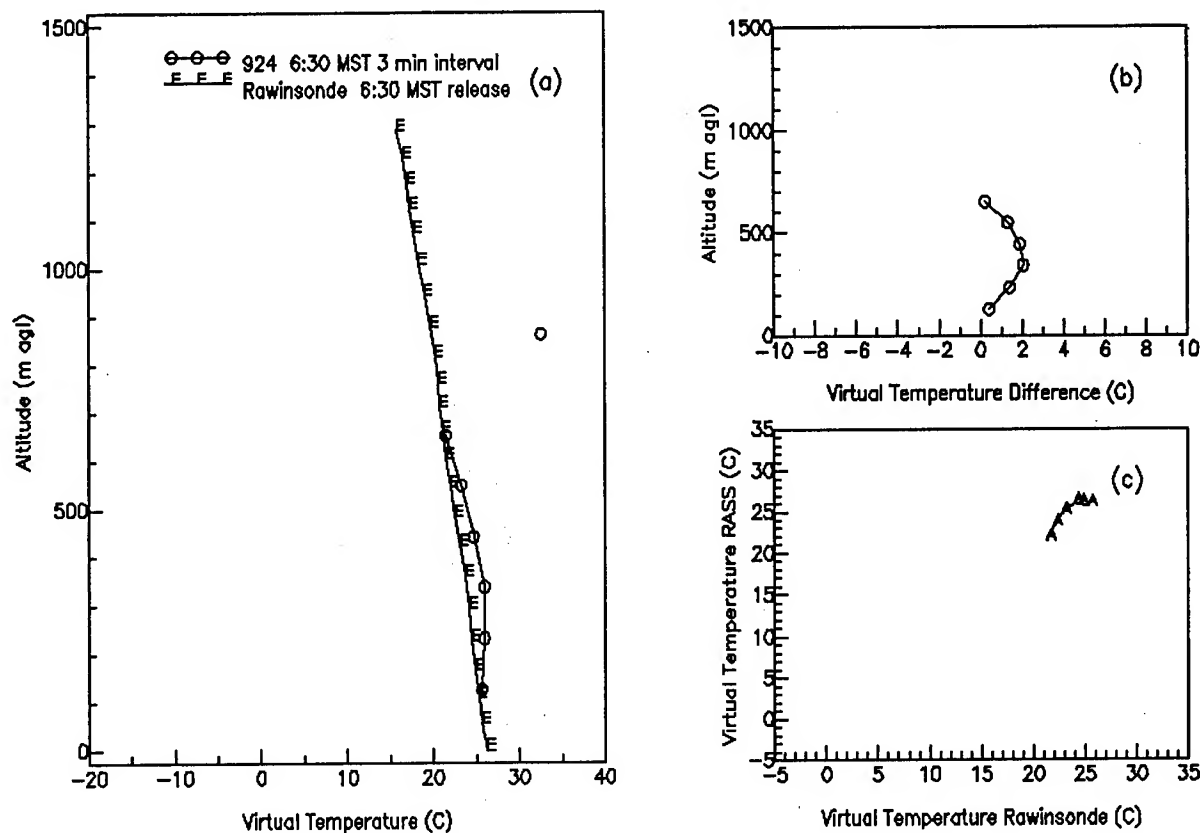 1500
924 6:30 MST 3 min interval
E E E
Rawinsonde 6:30 MST release
(a)
1000
500
0
Altitude (m agl)
-20 -10 0 10 20 30 40
Virtual Temperature (C)
1500
(b)
1000
500
0
Altitude (m agl)
-10 -8 -6 -4 -2 0 2 4 6 8 10
Virtual Temperature Difference (C)
35
30
25
20
15
10
5
0
-5
(c)
Virtual Temperature RASS (C)
-5 0 5 10 15 20 25 30 35
Virtual Temperature Rawinsonde (C)